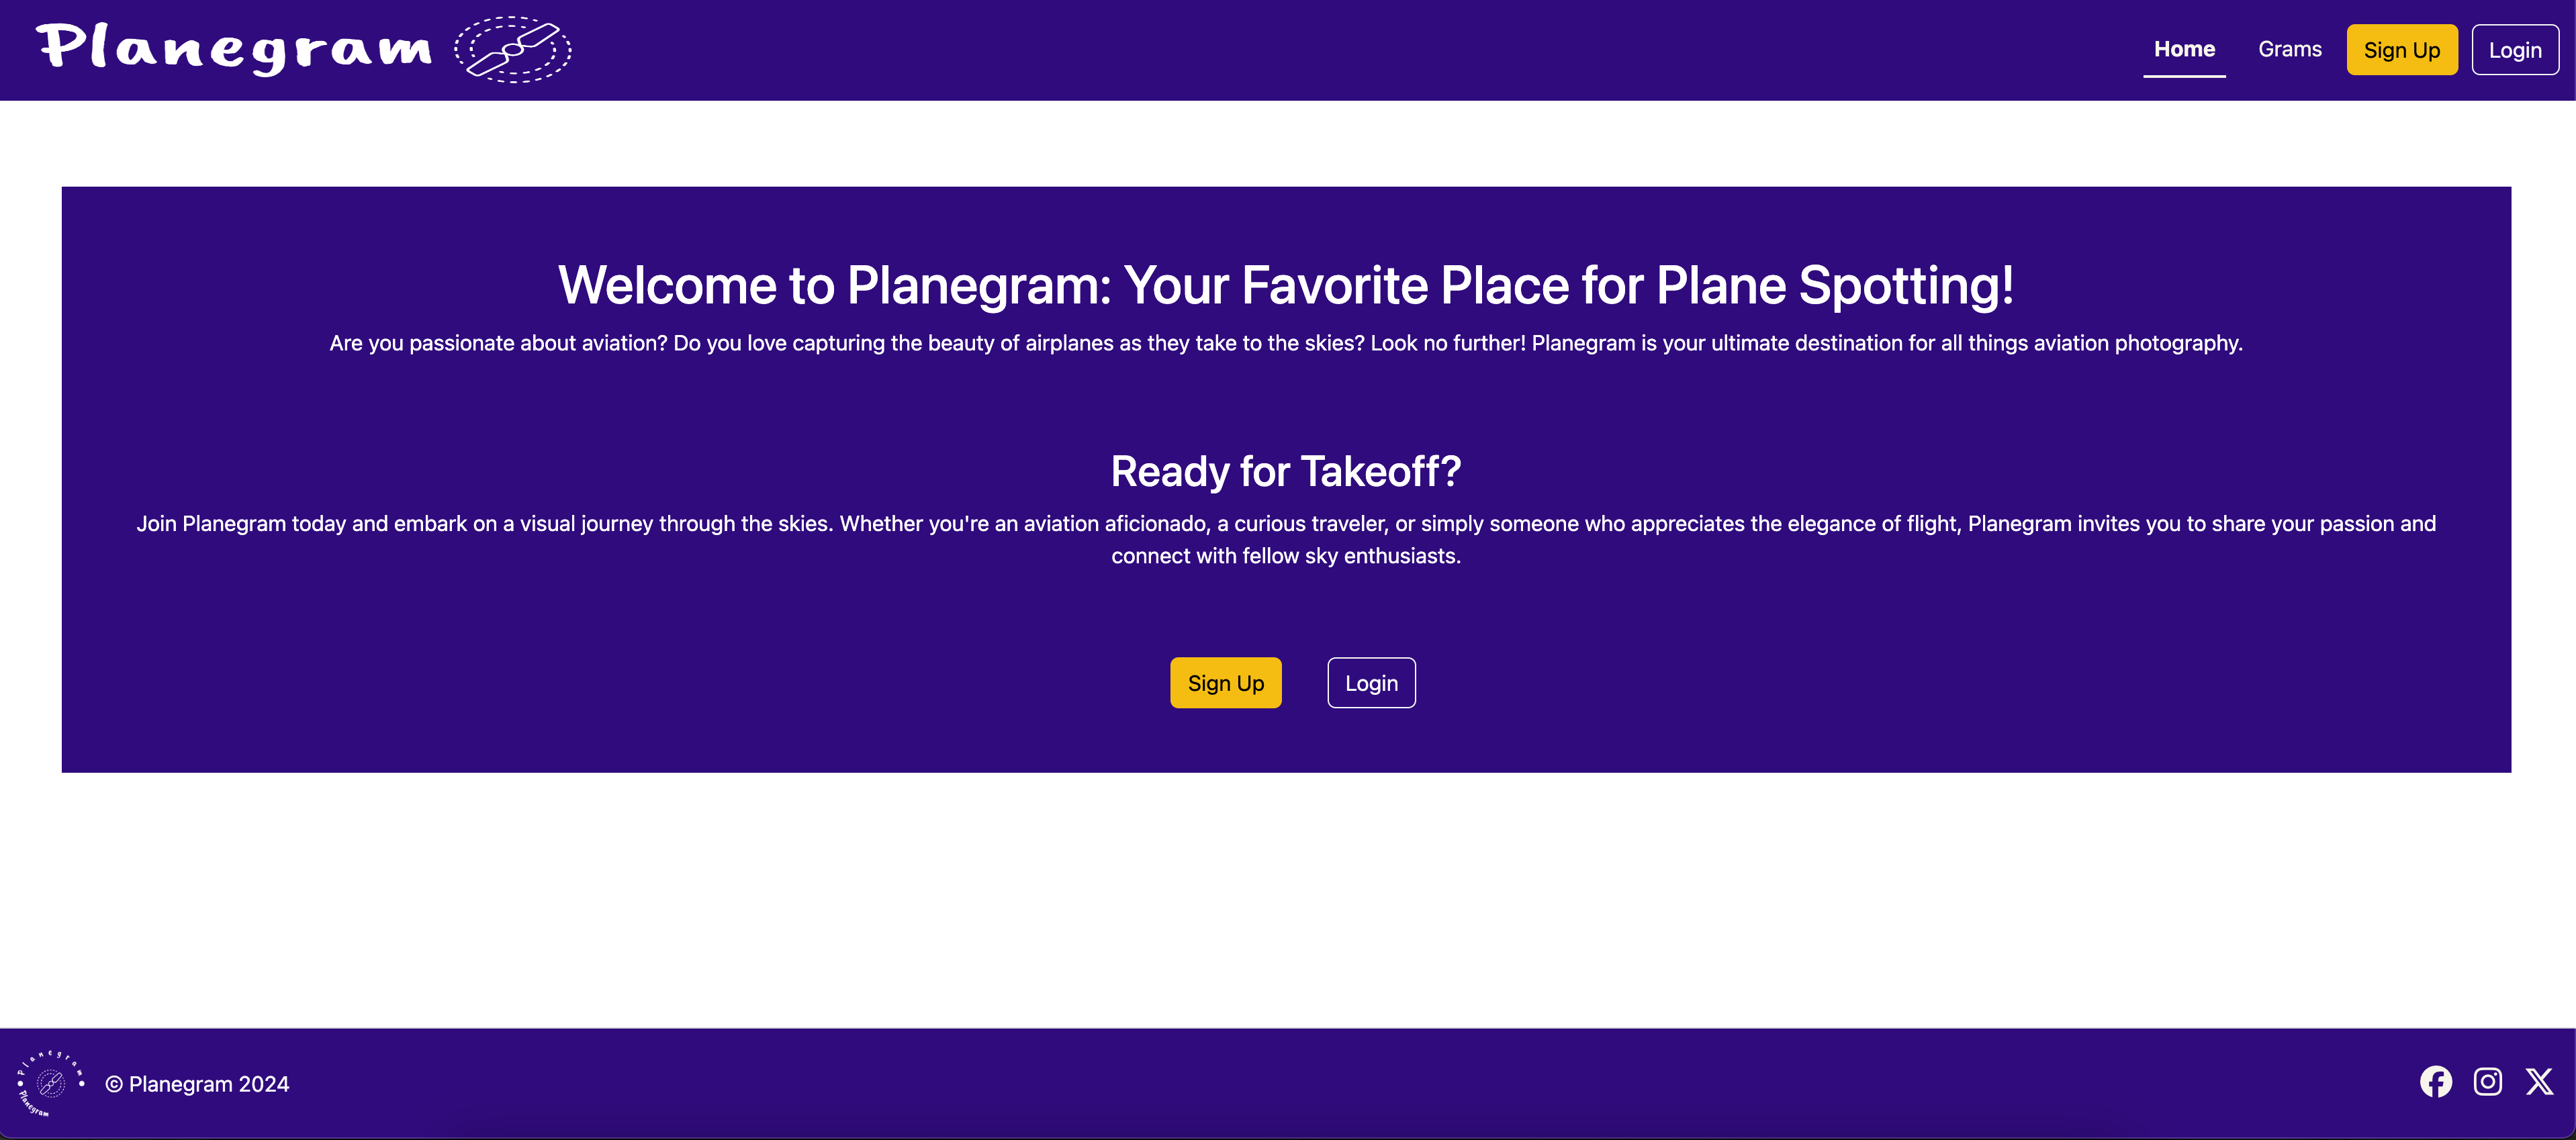 Planegram
Home
Grams
Sign Up
Login
Welcome to Planegram: Your Favorite Place for Plane Spotting!
Are you passionate about aviation? Do you love capturing the beauty of airplanes as they take to the skies? Look no further! Planegram is your ultimate destination for all things aviation photography.
Ready for Takeoff?
Join Planegram today and embark on a visual journey through the skies. Whether you're an aviation aficionado, a curious traveler, or simply someone who appreciates the elegance of flight, Planegram invites you to share your passion and
connect with fellow sky enthusiasts.
Sign Up
Login
Planegram
Planegram
© Planegram 2024